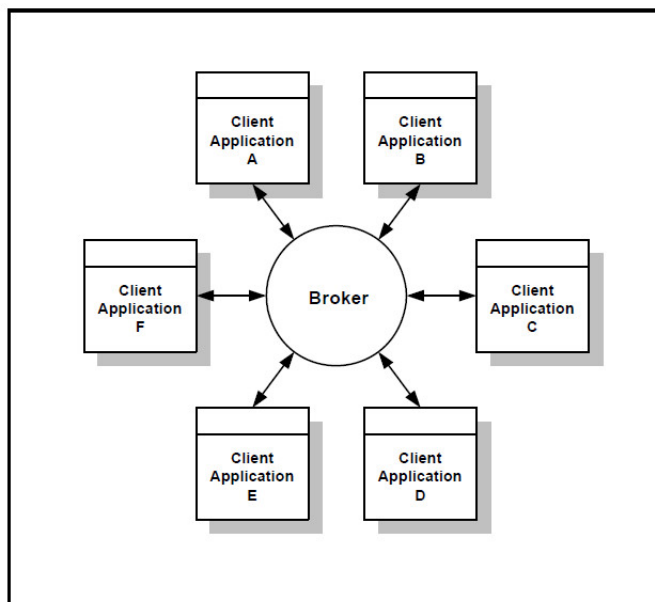 Client
Application
A
Client
Application
B
Client
Application
F
Broker
Client
Application
C
Client
Application
E
Client
Application
D